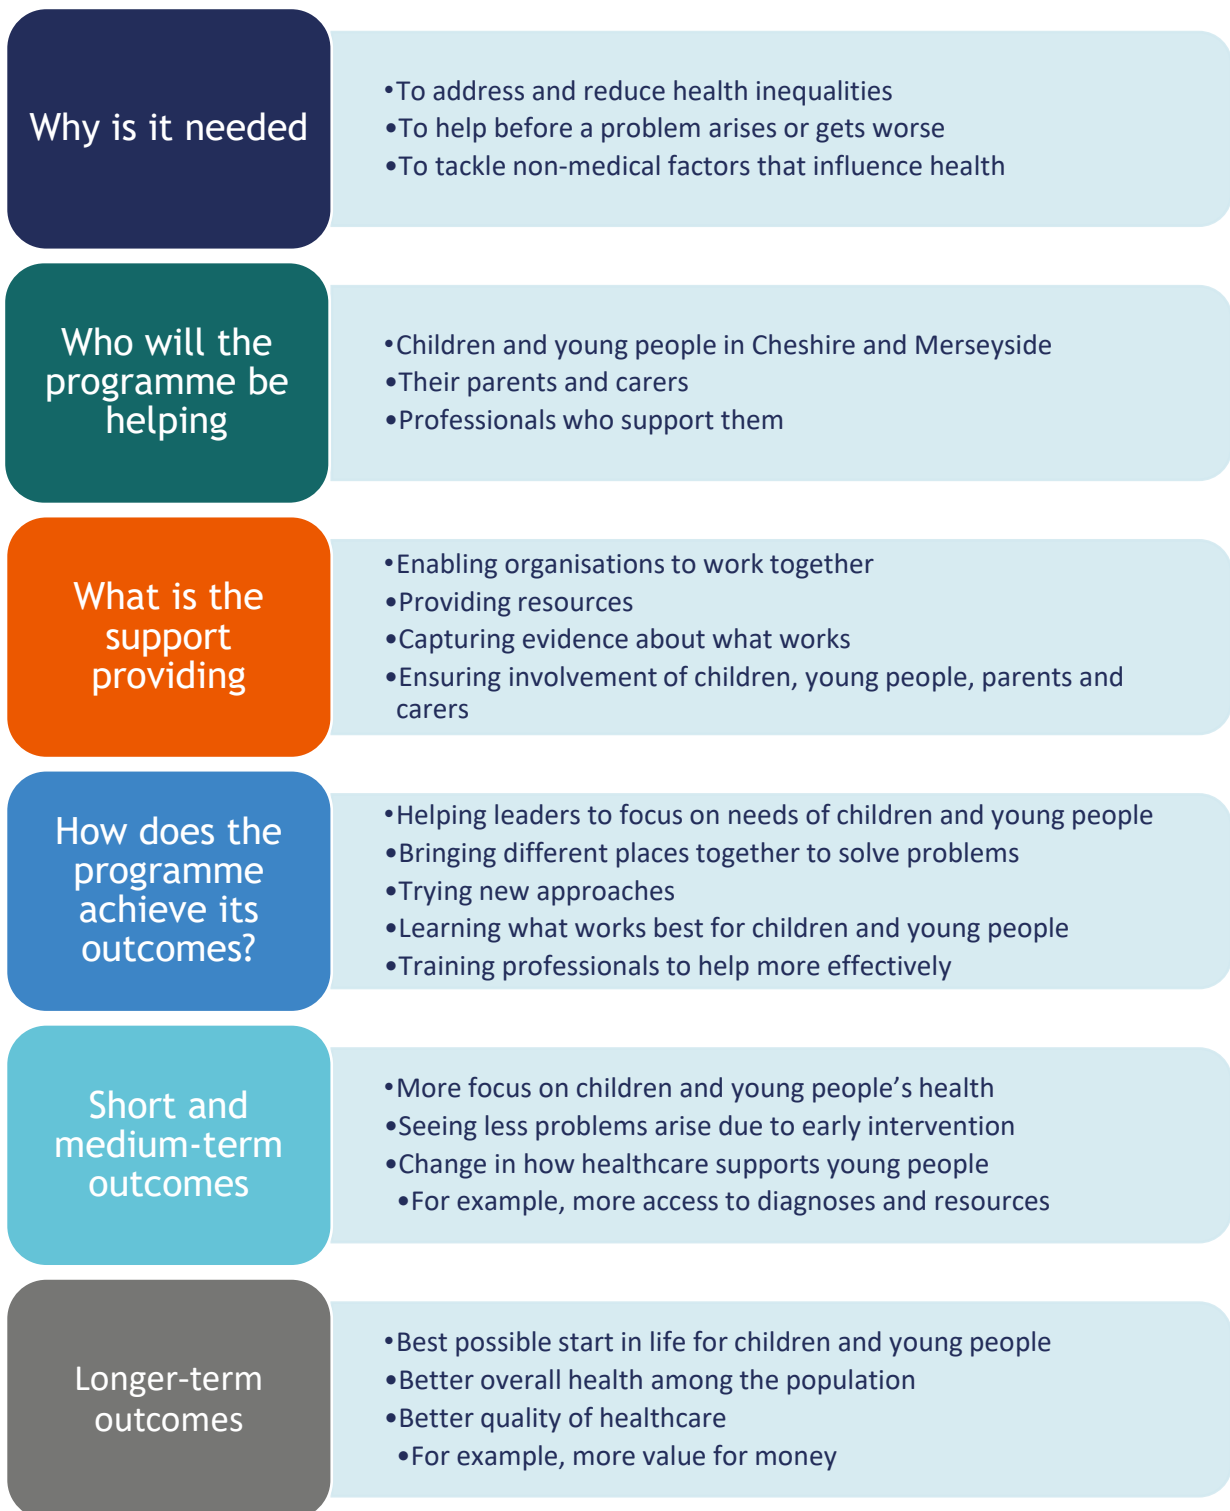 Why is it needed
•To address and reduce health inequalities
•To help before a problem arises or gets worse
•To tackle non-medical factors that influence health
Who will the
programme be
helping
•Children and young people in Cheshire and Merseyside
•Their parents and carers
•Professionals who support them
What is the
support
providing
•Enabling organisations to work together
•Providing resources
•Capturing evidence about what works
•Ensuring involvement of children, young people, parents and
carers
How does the
programme
achieve its
outcomes?
•Helping leaders to focus on needs of children and young people
•Bringing different places together to solve problems
•Trying new approaches
•Learning what works best for children and young people
•Training professionals to help more effectively
Short and
medium-term
outcomes
•More focus on children and young people’s health
•Seeing less problems arise due to early intervention
•Change in how healthcare supports young people
•For example, more access to diagnoses and resources
Longer-term
outcomes
•Best possible start in life for children and young people
•Better overall health among the population
•Better quality of healthcare
•For example, more value for money